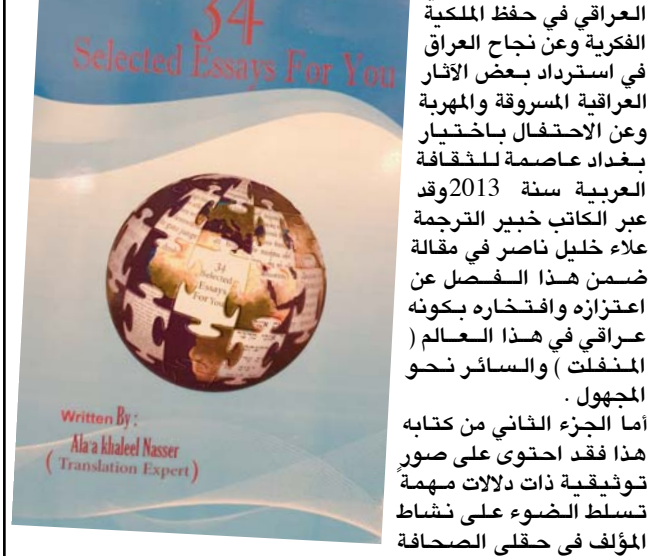 العراقي في حفظ الملكية
الفكرية وعن نجاح العراق
في استرداد بعض الآثار
العراقية المسروقة والمهربة
وعن الاحتفال باختيار
بغداد عاصمة للثقافة
العربية سنة 2013وقد
عبر الكاتب خبير الترجمة
علاء خليل ناصر في مقالة
ضمن هذا الفصل عن
اعتزازه وافتخاره بكونه
عراقي في هذا العالم (
المنفلت ) والسائر نحو
المجهول .
أما الجزء الثاني من كتابه
هذا فقد احتوى على صورٍ
توثيقية ذات دلالات مهمة
تسلط الضوء على نشاط
المؤلف في حقلي الصحافة
34
Selected Essays For You
34
Selected
Essays
For You
Written By :
Ala'a khaleel Nasser
( Translation Expert )